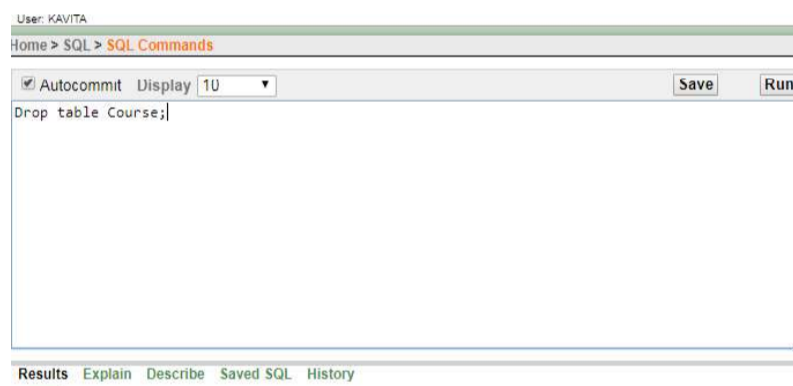 User: KAVITA
Home > SQL > SQL Commands
Autocommit Display 10 Save Run
Drop table Course;
Results Explain Describe Saved SQL History